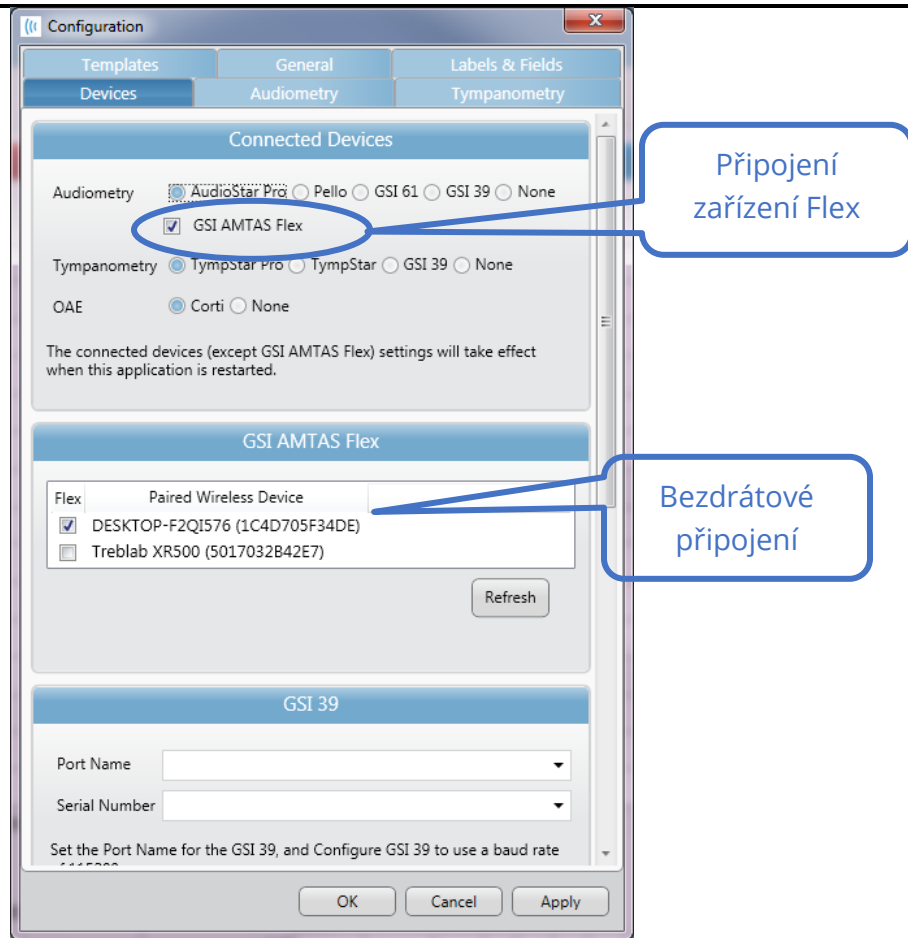 Configuration
Templates General Labels & Fields
Devices Audiometry Tympanometry
Connected Devices
Připojení
zařízení Flex
Audiometry AudioStar Pro Pello GSI 61 GSI 39 None
GSI AMTAS Flex
Tympanometry TympStar Pro TympStar GSI 39 None
OAE Corti None
The connected devices (except GSI AMTAS Flex) settings will take effect
when this application is restarted.
GSI AMTAS Flex
Bezdrátové
připojení
Flex Paired Wireless Device
DESKTOP-F2QI576 (1C4D705F34DE)
Treblab XR500 (5017032B42E7)
Refresh
GSI 39
Port Name
Serial Number
Set the Port Name for the GSI 39, and Configure GSI 39 to use a baud rate
OK Cancel Apply